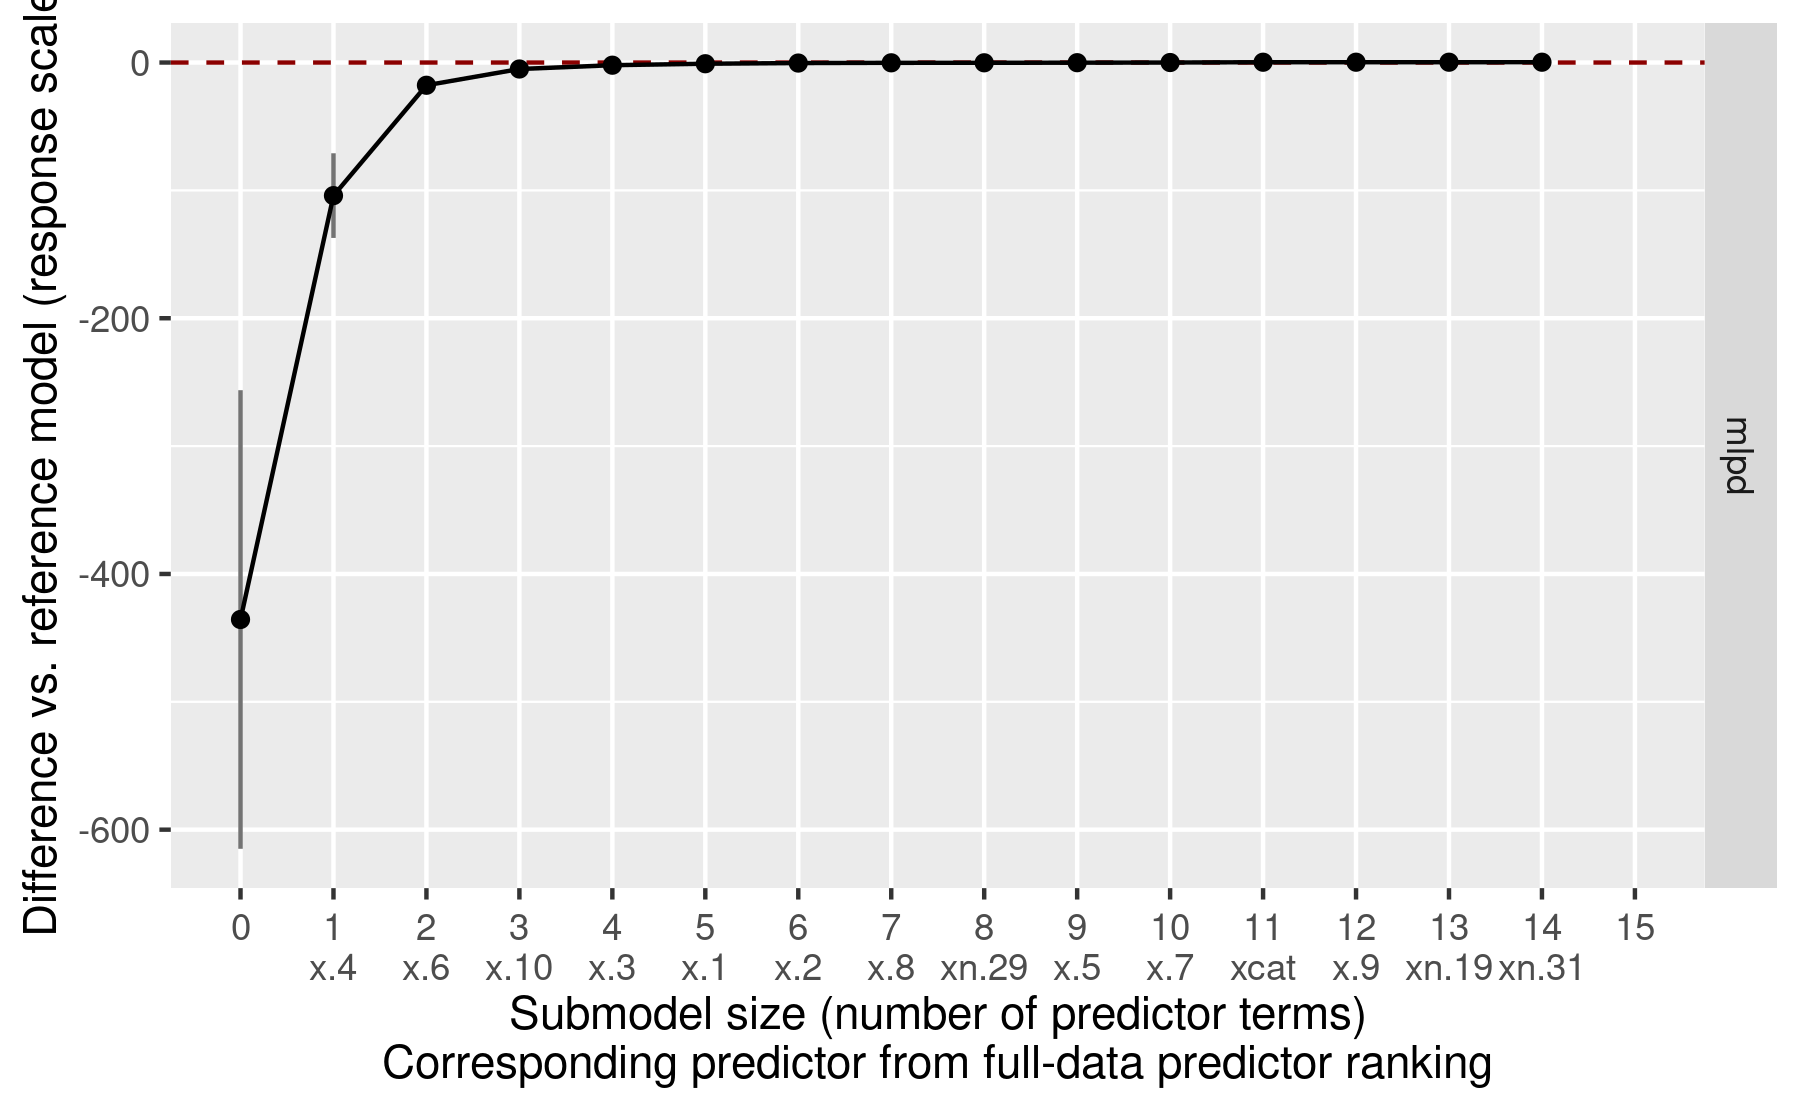 Difference vs. reference model (response scale
0
-200
-400
-600
mlpd
0 1 2 3 4 5 6 7 8 9 10 11 12 13 14 15
x.4 x.6 x.10 x.3 x.1 x.2 x.8 xn.29 x.5 x.7 xcat x.9 xn.19 xn.31
Submodel size (number of predictor terms)
Corresponding predictor from full-data predictor ranking